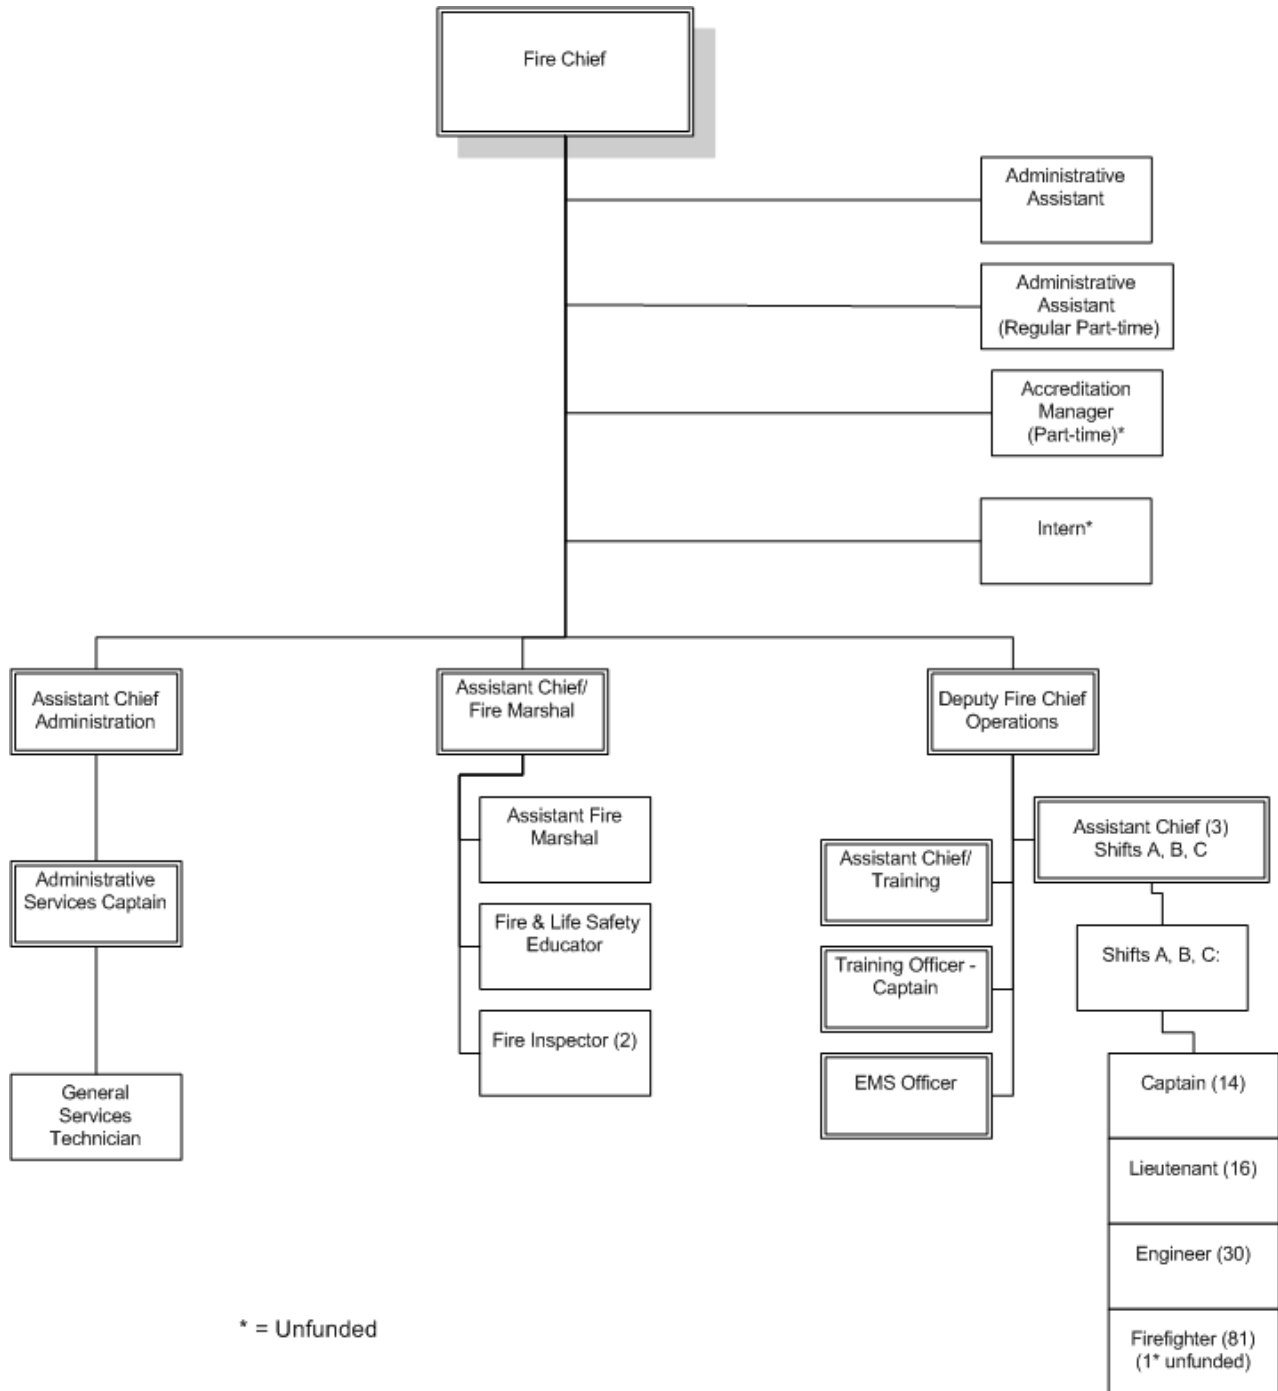 Fire Chief
Administrative
Assistant
Administrative
Assistant
(Regular Part-time)
Accreditation
Manager
(Part-time)*
Intern*
Assistant Chief
Administration
Assistant Chief/
Fire Marshal
Deputy Fire Chief
Operations
Administrative
Services Captain
General
Services
Technician
Assistant Fire
Marshal
Fire & Life Safety
Educator
Fire Inspector (2)
Assistant Chief/
Training
Training Officer -
Captain
EMS Officer
Assistant Chief (3)
Shifts A, B, C
Shifts A, B, C:
Captain (14)
Lieutenant (16)
Engineer (30)
Firefighter (81)
(1* unfunded)
* = Unfunded